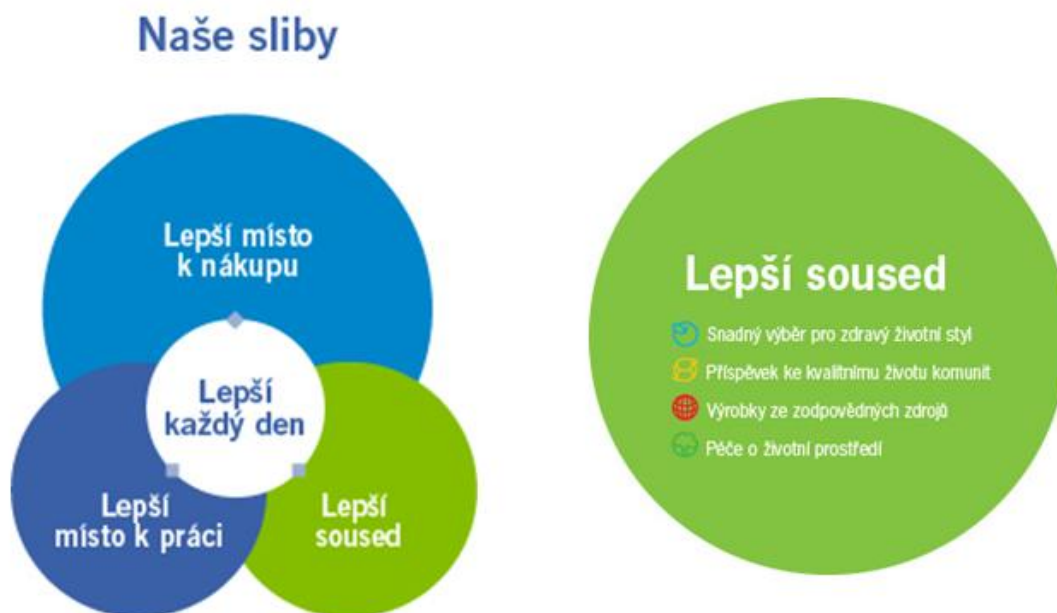 Naše sliby
Lepší místo
k nákupu
Lepší
každý den
Lepší
místo k práci
Lepší
soused
Lepší soused
Snadný výběr pro zdravý životní styl
Příspěvek ke kvalitnímu životu komunit
Výrobky ze zodpovědných zdrojů
Péče o životní prostředí